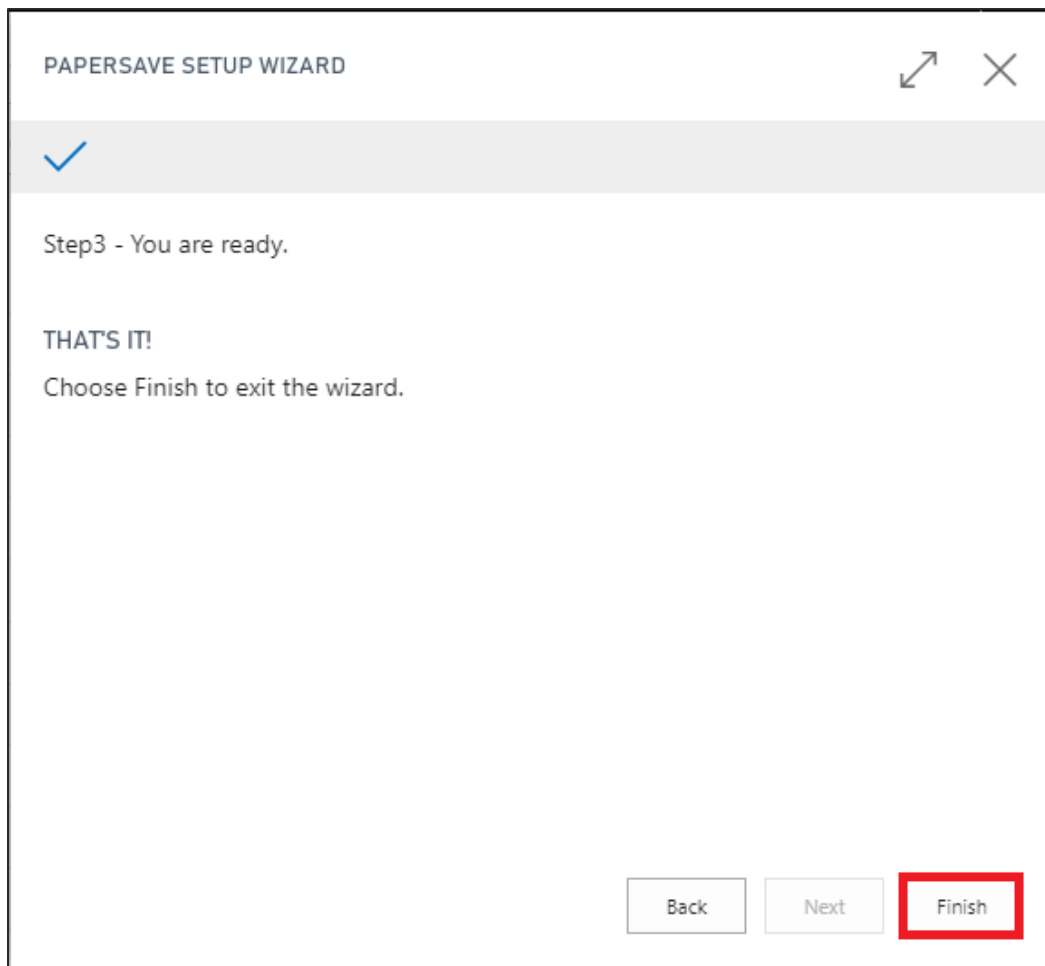 PAPERSAVE SETUP WIZARD
Step3 - You are ready.
THAT'S IT!
Choose Finish to exit the wizard.
Back
Next
Finish